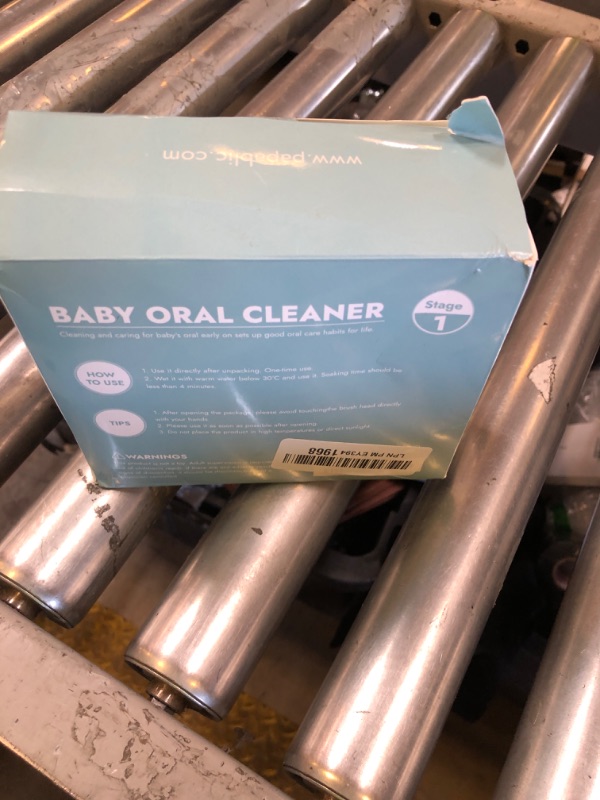 www.papablic.com
BABY ORAL CLEANER
Stage
1
Cleaning and caring for baby's oral early on sets up good oral care habits for life.
HOW
TO USE
1. Use it directly after unpacking. One-time use.
2. Wet it with warm water below 50°C and use it. Soaking time should be
less than 6 minutes.
TIPS
1. After opening the package, please avoid touching the brush head directly
with your hands.
2. Please use it as soon as possible after opening.
3. Do not place the product in high temperatures or direct sunlight.
WARNINGS
LPN PM EY394 1968